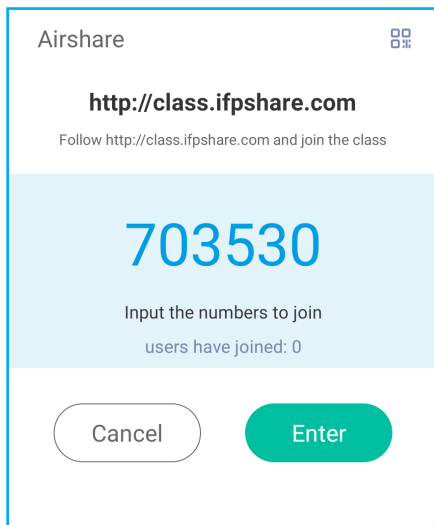 Airshare
http://class.ifpshare.com
Follow http://class.ifpshare.com and join the class
703530
Input the numbers to join
users have joined: 0
Cancel
Enter